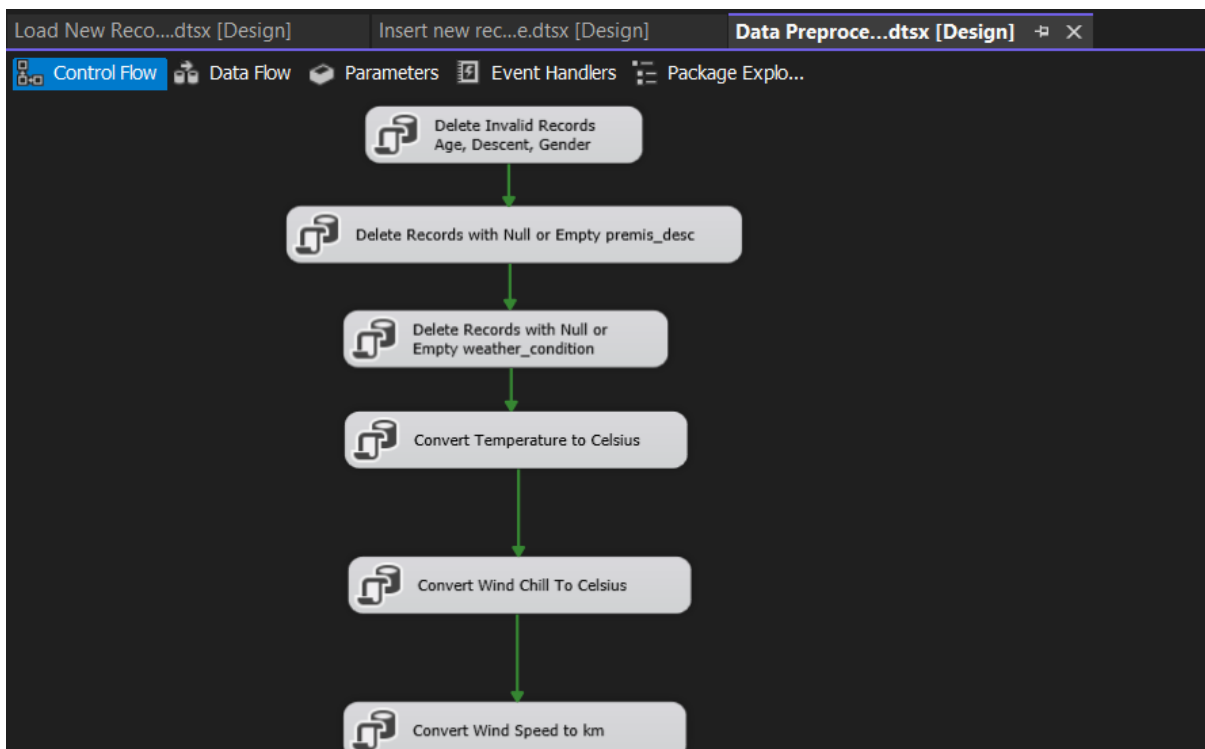 Load New Reco....dtsx [Design]
Insert new rec...e.dtsx [Design]
Data Preproce...dtsx [Design]
Control Flow
Data Flow
Parameters
Event Handlers
Package Explo...
Delete Invalid Records
Age, Descent, Gender
Delete Records with Null or Empty premis_desc
Delete Records with Null or
Empty weather_condition
Convert Temperature to Celsius
Convert Wind Chill To Celsius
Convert Wind Speed to km